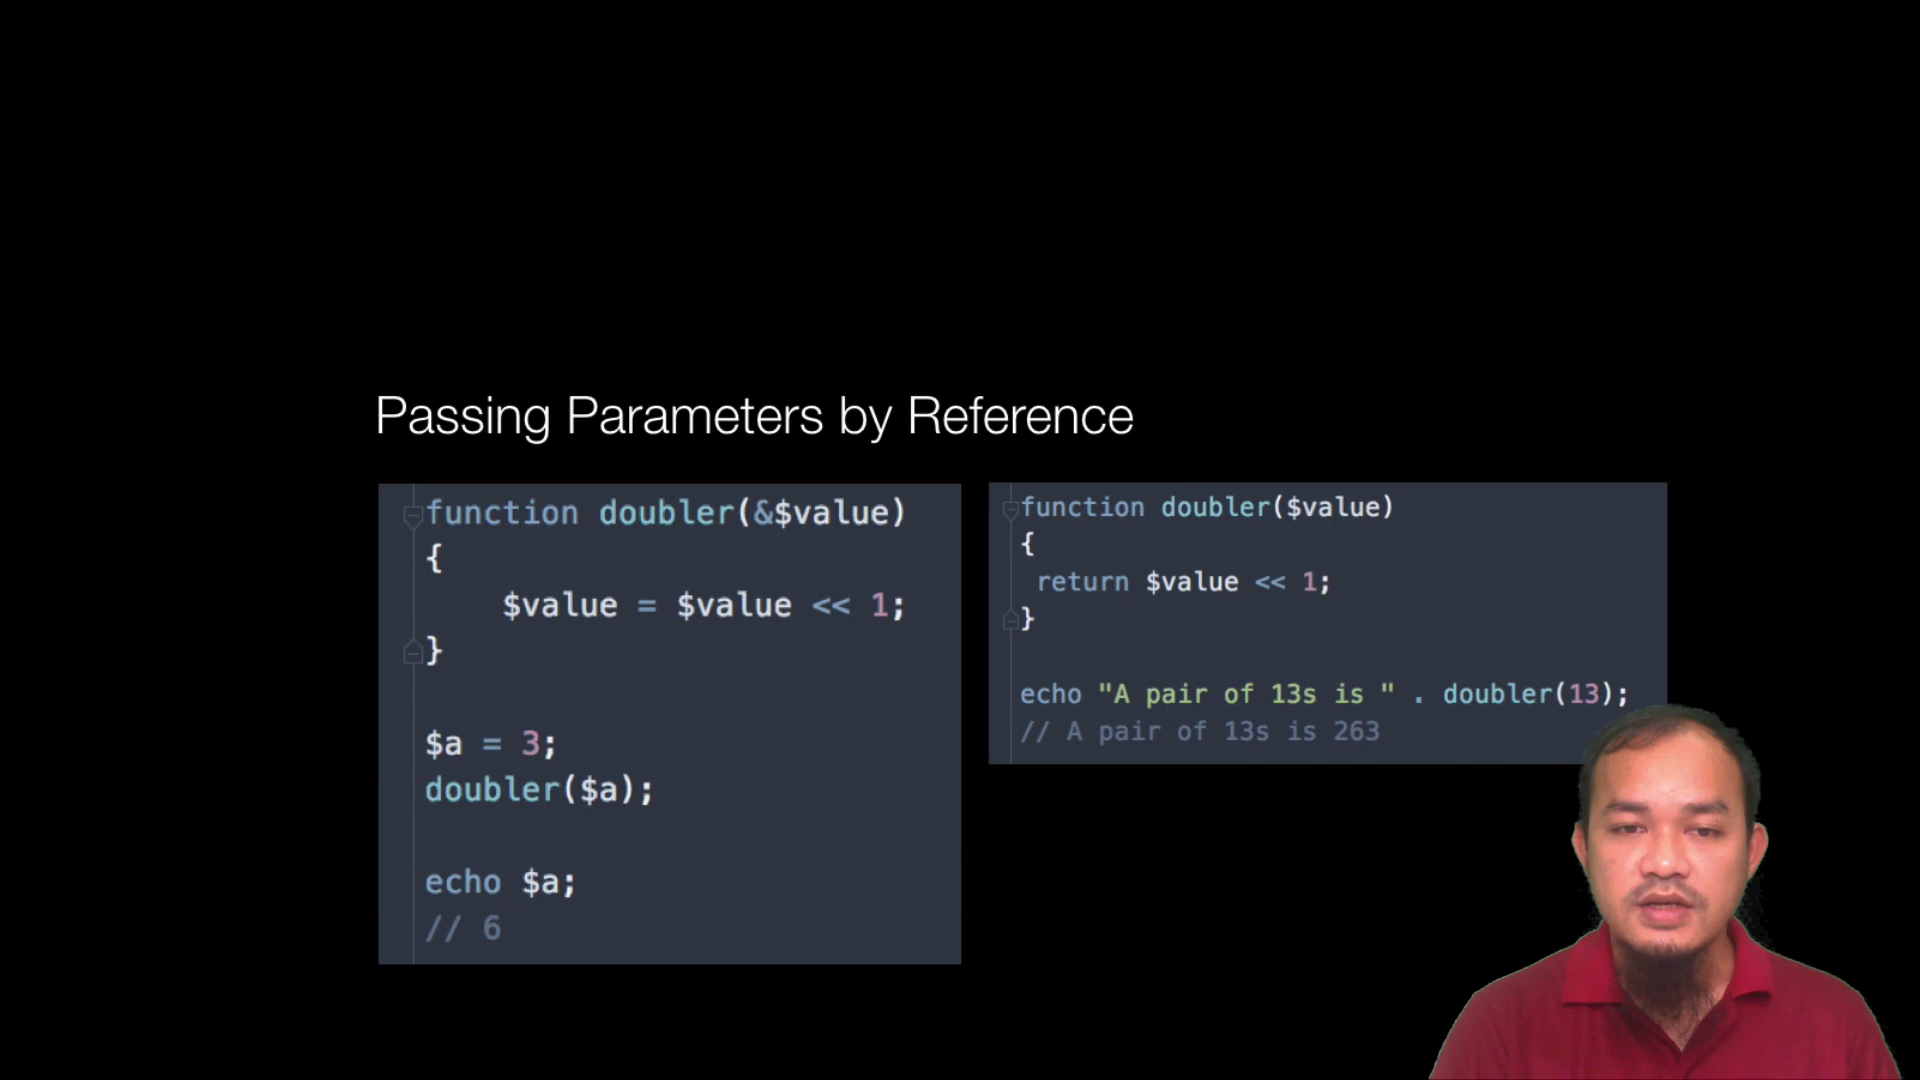 Passing Parameters by Reference
function doubler(&$value)
{
    $value = $value << 1;
}

$a = 3;
doubler($a);

echo $a;
// 6
function doubler($value)
{
 return $value << 1;
}

echo "A pair of 13s is " . doubler(13);
// A pair of 13s is 263